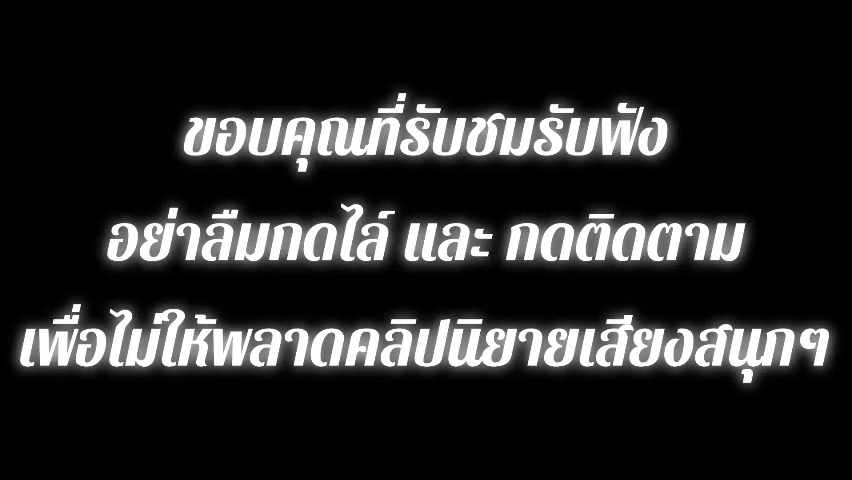 ขอบคุณที่รับชมรับฟัง
อย่าลืมกดไล์ และ กดติดตาม
เพื่อไม่ให้พลาดคลิปนิยายเสียงสนุกๆ